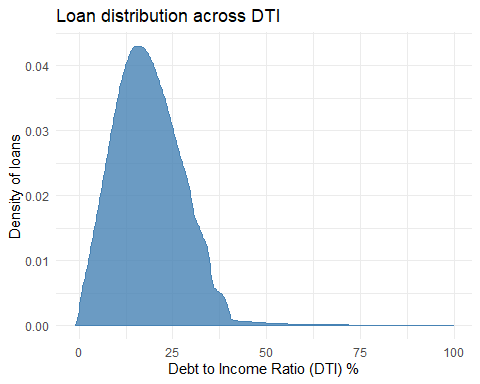 Loan distribution across DTI
Density of loans
0.04
0.03
0.02
0.01
0.00
0 25 50 75 100
Debt to Income Ratio (DTI) %